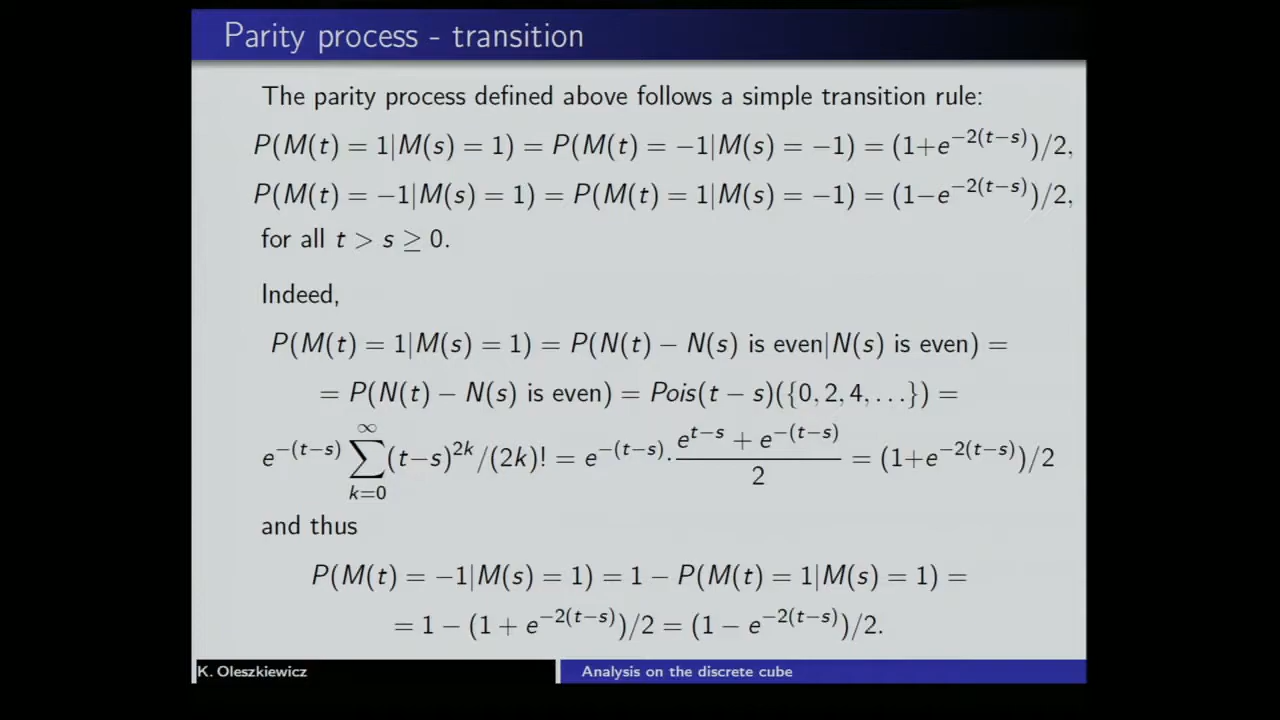 Parity process - transition
The parity process defined above follows a simple transition rule:
P(M(t) = 1|M(s) = 1) = P(M(t) = −1|M(s) = −1) = (1+e^{−2(t−s)})/2,
P(M(t) = −1|M(s) = 1) = P(M(t) = 1|M(s) = −1) = (1−e^{−2(t−s)})/2,
for all t > s ≥ 0.
Indeed,
P(M(t) = 1|M(s) = 1) = P(N(t) − N(s) is even|N(s) is even) =
= P(N(t) − N(s) is even) = Pois(t − s)({0, 2, 4, . . .}) =
e^{−(t−s)} \sum_{k=0}^{∞} (t−s)^{2k}/(2k)! = e^{−(t−s)} · \frac{e^{t−s} + e^{−(t−s)}}{2} = (1+e^{−2(t−s)})/2
and thus
P(M(t) = −1|M(s) = 1) = 1 − P(M(t) = 1|M(s) = 1) =
= 1 − (1 + e^{−2(t−s)})/2 = (1 − e^{−2(t−s)})/2.
K. Oleszkiewicz Analysis on the discrete cube